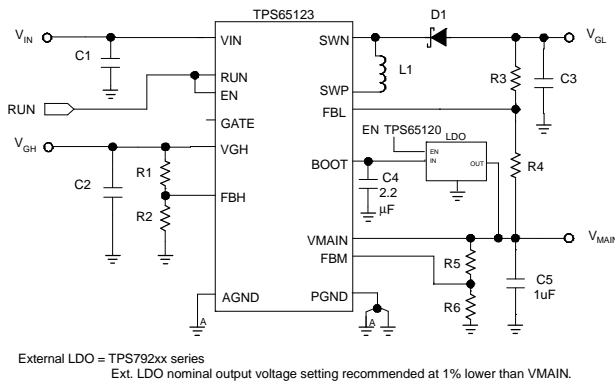 TPS65123
D1
VIN
VIN
SWN
VGL
C1
L1
R3
C3
RUN
EN
SWP
RUN
FBL
GATE
EN TPS65120
LDO
VGH
VGH
EN
IN
OUT
R4
BOOT
R1
C2
C4
2.2
μF
FBH
R2
VMAIN
VMAIN
FBM
R5
C5
1uF
AGND
PGND
R6
A
A
External LDO = TPS792xx series
Ext. LDO nominal output voltage setting recommended at 1% lower than VMAIN.